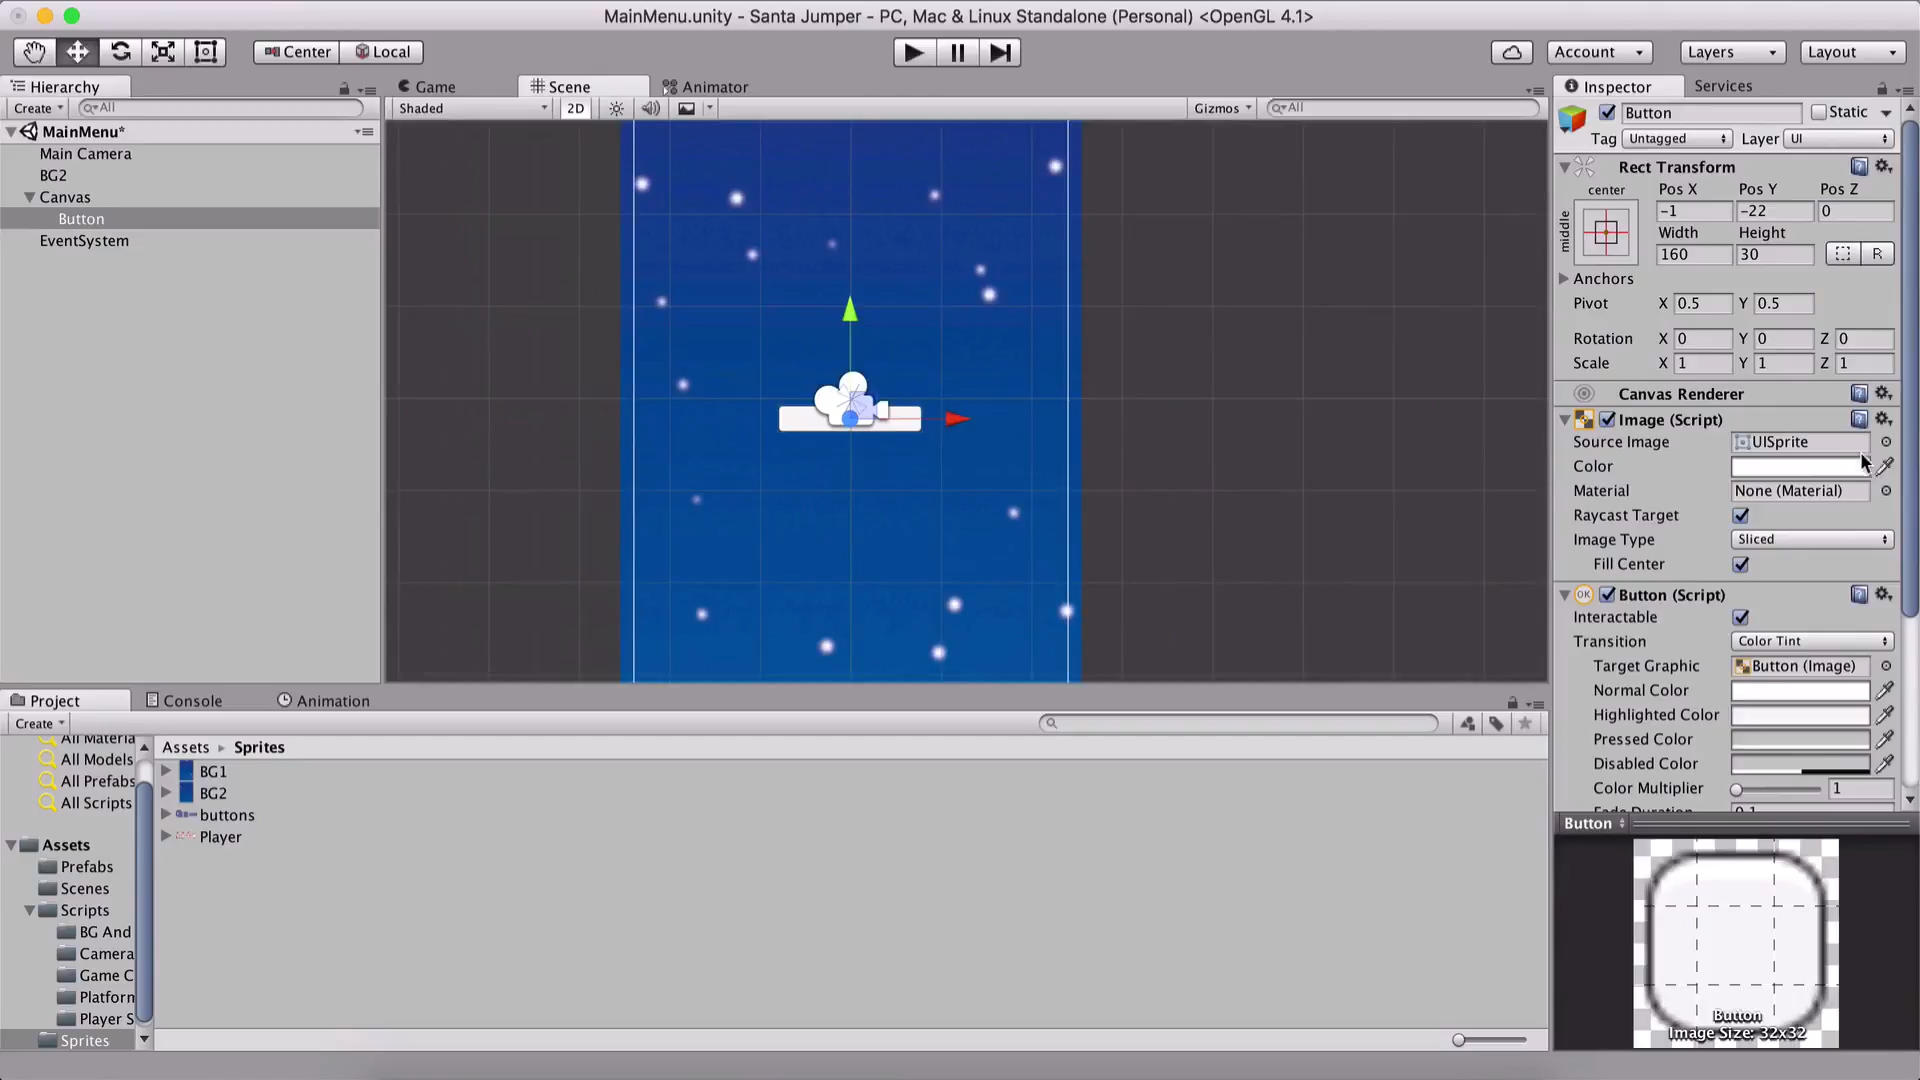 MainMenu.unity - Santa Jumper - PC, Mac & Linux Standalone (Personal) <OpenGL 4.1>
Center Local Account Layers Layout
Hierarchy
Create All
MainMenu*
Main Camera
BG2
Canvas
Button
EventSystem
Game Scene Animator
Shaded 2D Gizmos All
Inspector Services
Button Static
Tag Untagged Layer UI
Rect Transform
center Pos X Pos Y Pos Z
middle
-1 -22 0
Width Height
160 30 R
Anchors
Pivot X 0.5 Y 0.5
Rotation X 0 Y 0 Z 0
Scale X 1 Y 1 Z 1
Canvas Renderer
Image (Script)
Source Image UISprite
Color
Material None (Material)
Raycast Target
Image Type Sliced
Fill Center
OK Button (Script)
Interactable
Transition Color Tint
Target Graphic Button (Image)
Normal Color
Highlighted Color
Pressed Color
Disabled Color
Color Multiplier 1
Fade Duration 0.1
Button
Button
Image Size: 32x32
Project Console Animation
Create
All Materia
All Models
All Prefabs
All Scripts
Assets
Prefabs
Scenes
Scripts
BG And
Camera
Game C
Platforn
Player S
Sprites
Assets Sprites
BG1
BG2
buttons
Player